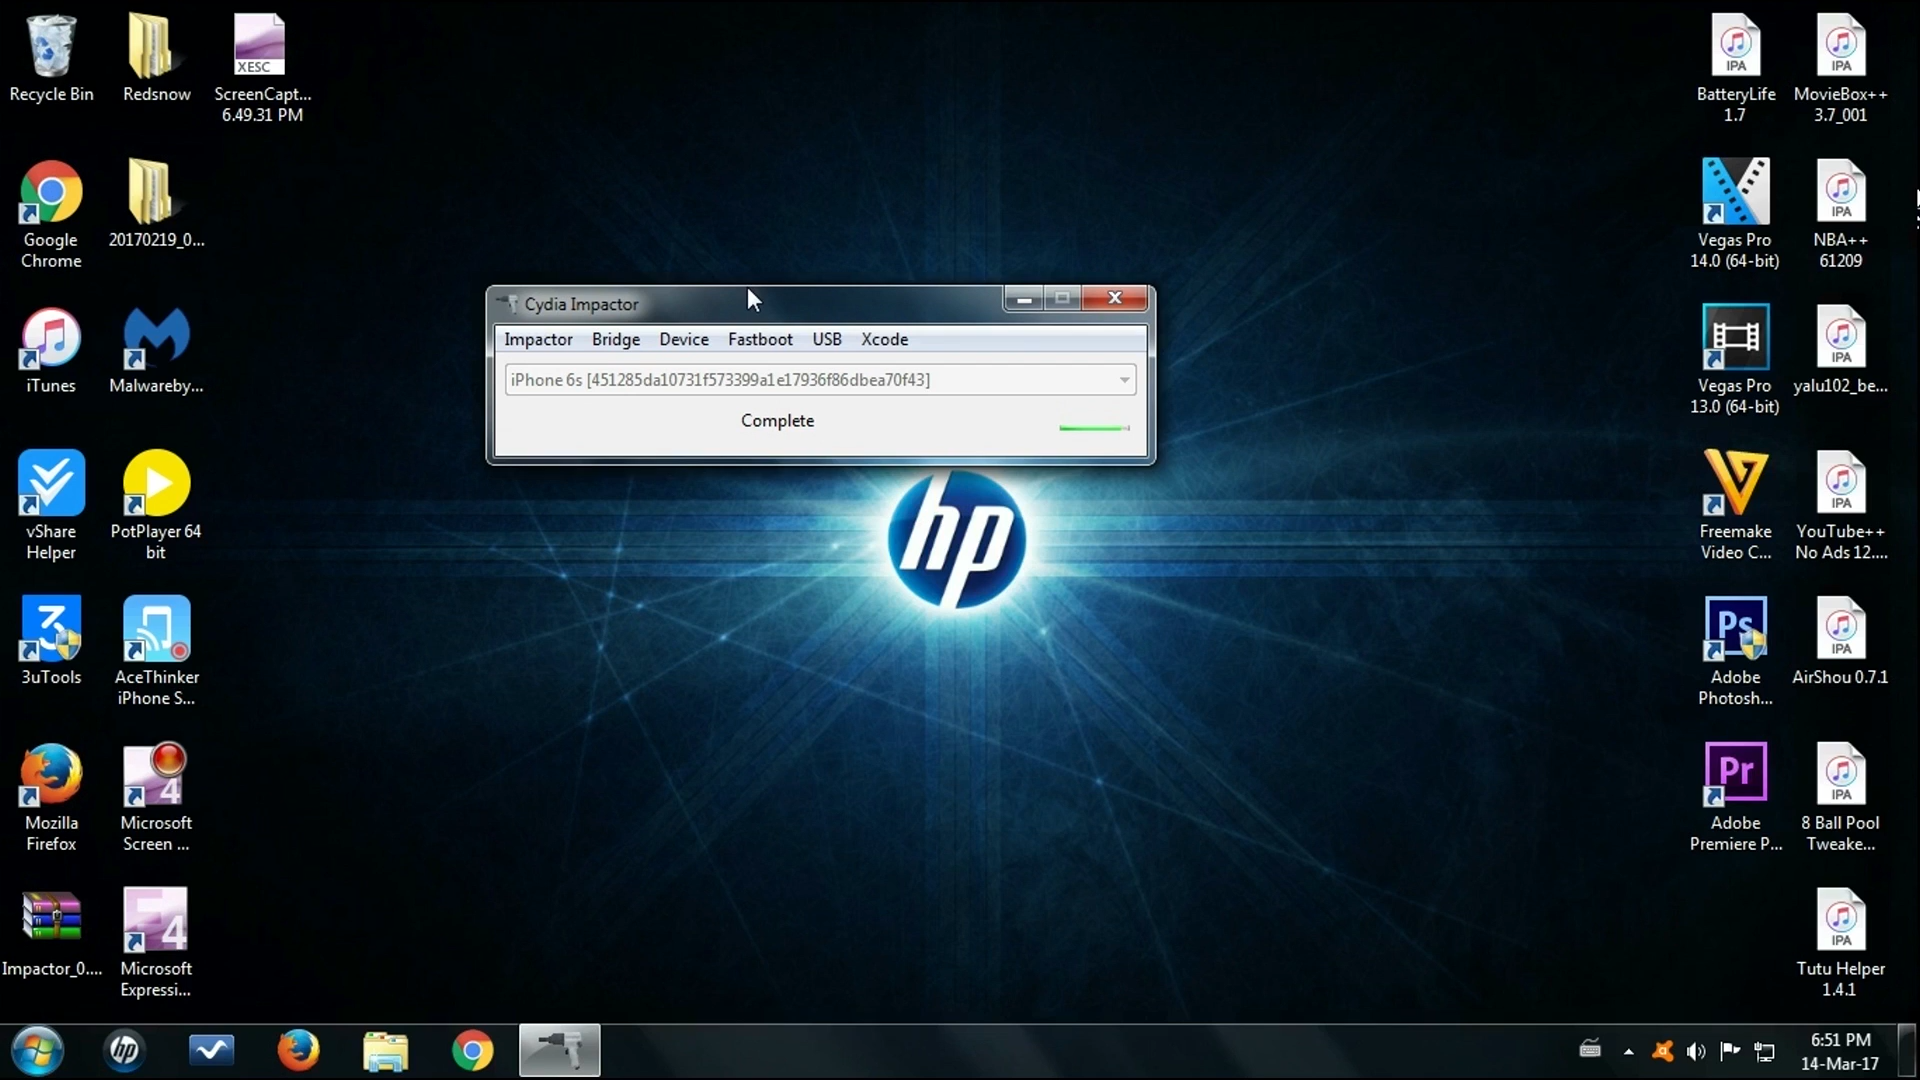 Recycle Bin
Redsnow
XESC
ScreenCapt...
6.49.31 PM
Google
Chrome
20170219_0...
iTunes
Malwareby...
vShare
Helper
PotPlayer 64
bit
3
3uTools
AceThinker
iPhone S...
Mozilla
Firefox
4
Microsoft
Screen ...
Impactor_0....
4
Microsoft
Expressi...
Cydia Impactor
Impactor Bridge Device Fastboot USB Xcode
iPhone 6s [451285da10731f573399a1e17936f86dbea70f43]
Complete
hp
IPA
BatteryLife
1.7
IPA
MovieBox++
3.7_001
Vegas Pro
14.0 (64-bit)
IPA
NBA++
61209
Vegas Pro
13.0 (64-bit)
IPA
yalu102_be...
Freemake
Video C...
IPA
YouTube++
No Ads 12....
Ps
Adobe
Photosh...
IPA
AirShou 0.7.1
Pr
Adobe
Premiere P...
IPA
8 Ball Pool
Tweake...
IPA
Tutu Helper
1.4.1
hp
6:51 PM
14-Mar-17